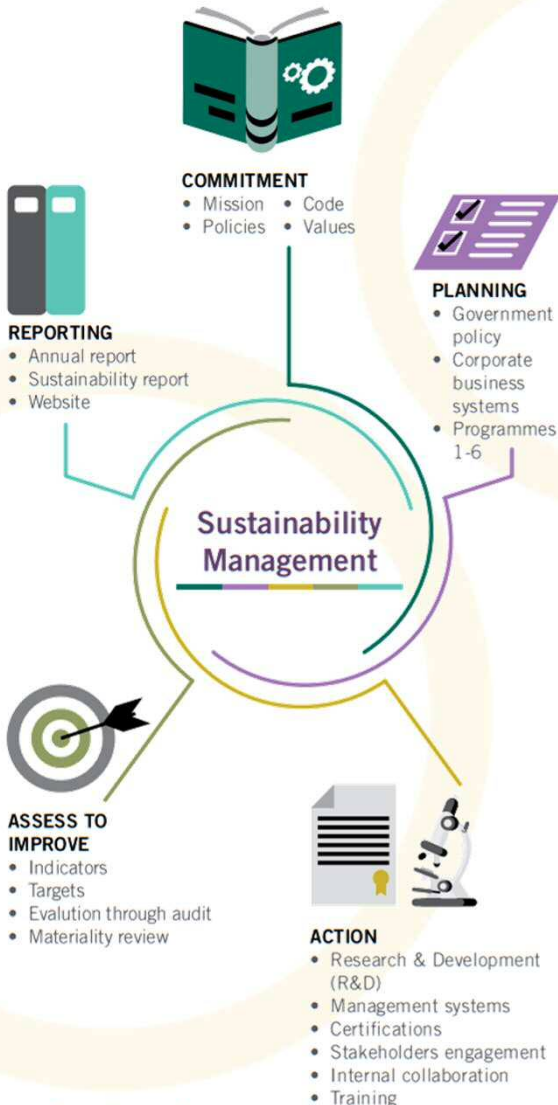 COMMITMENT
• Mission • Code
• Policies • Values
PLANNING
• Government
policy
• Corporate
business
systems
• Programmes
1-6
REPORTING
• Annual report
• Sustainability report
• Website
Sustainability
Management
ASSESS TO
IMPROVE
• Indicators
• Targets
• Evalution through audit
• Materiality review
ACTION
• Research & Development
(R&D)
• Management systems
• Certifications
• Stakeholders engagement
• Internal collaboration
• Training